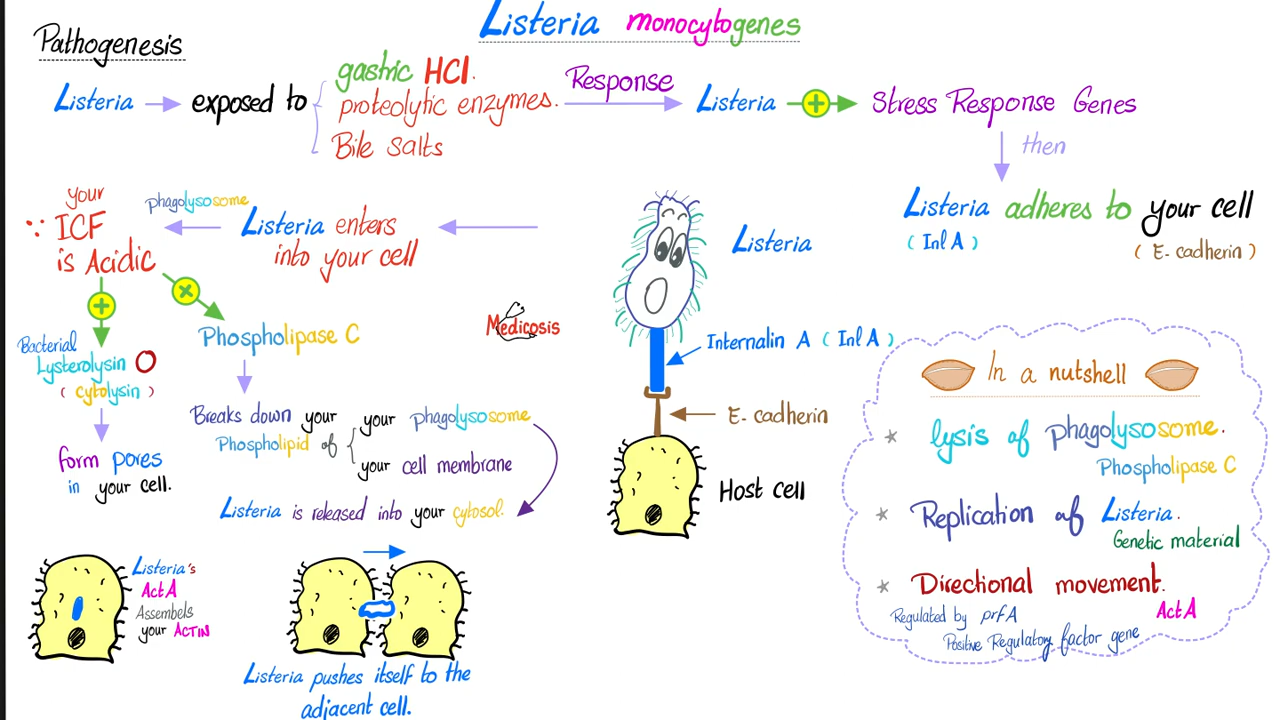 Listeria monocytogenes
Pathogenesis
Listeria
exposed to
gastric HCl.
proteolytic enzymes.
Bile Salts
Response
Listeria
+
Stress Response Genes
then
Listeria adheres to your cell
( Inl A )
( E- cadherin )
Listeria enters
into your cell
phagolysosome
∵ your
ICF
is Acidic
+
×
Bacterial
Lysterolysin O
( cytolysin )
form pores
in your cell.
Phospholipase C
Breaks down your
Phospholipid of
your phagolysosome
your cell membrane
Listeria is released into your cytosol.
Listeria's
ActA
Assembels
your ACTIN
Listeria pushes itself to the
adjacent cell.
Medicosis
Listeria
Internalin A ( Inl A )
E- cadherin
Host cell
In a nutshell
* lysis of phagolysosome.
Phospholipase C
* Replication of Listeria.
Genetic material
* Directional movement.
ActA
Regulated by prfA
Positive Regulatory factor gene